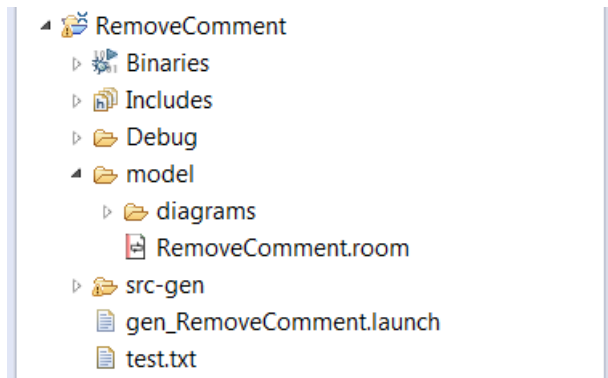 RemoveComment
Binaries
Includes
Debug
model
diagrams
RemoveComment.room
src-gen
gen_RemoveComment.launch
test.txt